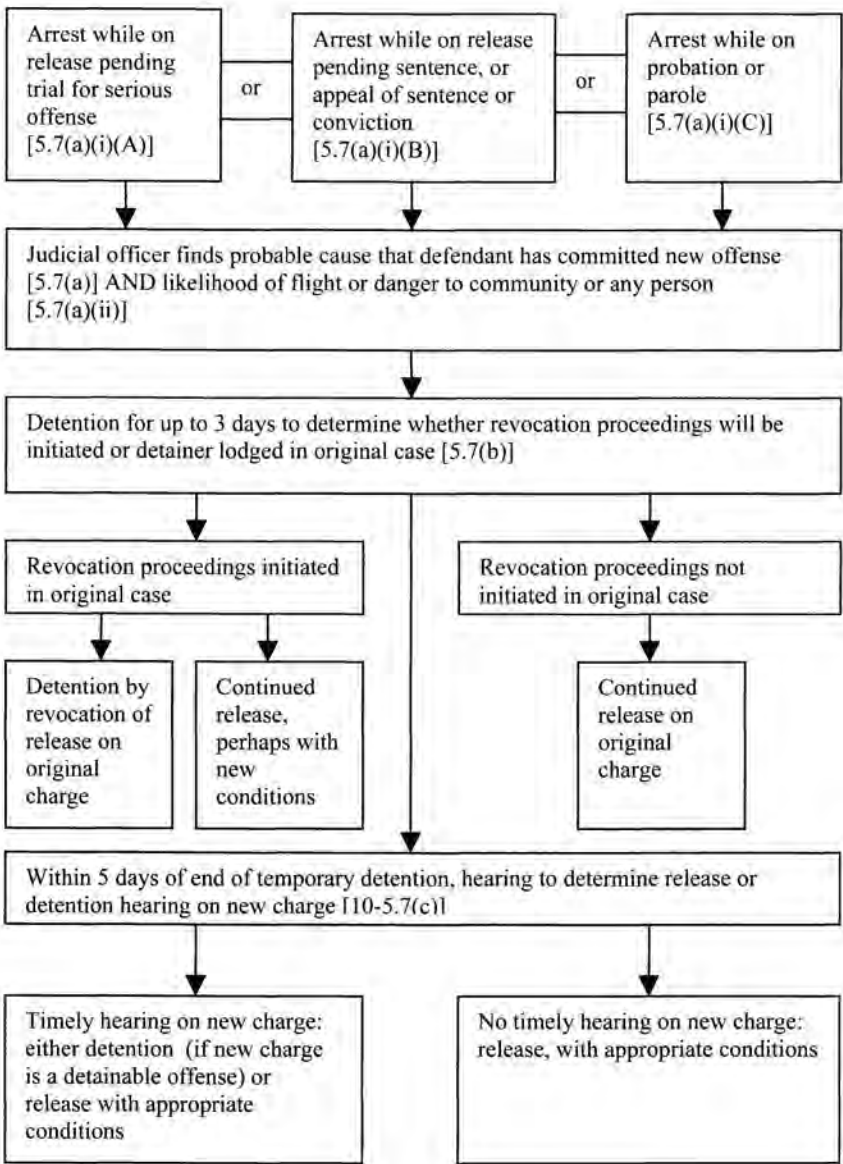 Arrest while on
release pending
trial for serious
offense
[5.7(a)(i)(A)]
or
Arrest while on release
pending sentence, or
appeal of sentence or
conviction
[5.7(a)(i)(B)]
or
Arrest while on
probation or
parole
[5.7(a)(i)(C)]
Judicial officer finds probable cause that defendant has committed new offense
[5.7(a)] AND likelihood of flight or danger to community or any person
[5.7(a)(ii)]
Detention for up to 3 days to determine whether revocation proceedings will be
initiated or detainer lodged in original case [5.7(b)]
Revocation proceedings initiated
in original case
Revocation proceedings not
initiated in original case
Detention by
revocation of
release on
original
charge
Continued
release,
perhaps with
new
conditions
Continued
release on
original
charge
Within 5 days of end of temporary detention, hearing to determine release or
detention hearing on new charge [10-5.7(c)]
Timely hearing on new charge:
either detention (if new charge
is a detainable offense) or
release with appropriate
conditions
No timely hearing on new charge:
release, with appropriate conditions